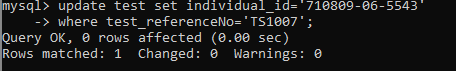 mysql> update test set individual_id='710809-06-5543'
    -> where test_referenceNo='TS1007';
Query OK, 0 rows affected (0.00 sec)
Rows matched: 1  Changed: 0  Warnings: 0